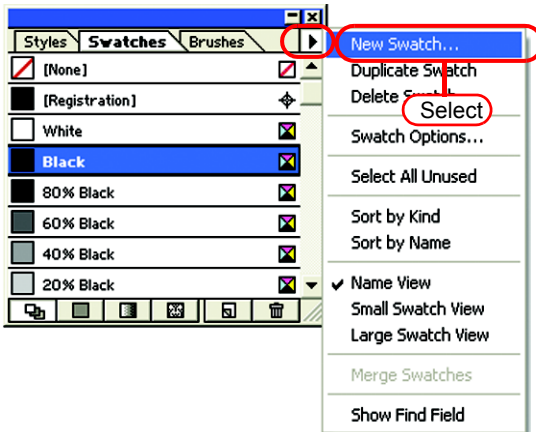 Styles Swatches Brushes
[None]
[Registration]
White
Black
80% Black
60% Black
40% Black
20% Black
New Swatch...
Duplicate Swatch
Delete Swatch
Select
Swatch Options...
Select All Unused
Sort by Kind
Sort by Name
Name View
Small Swatch View
Large Swatch View
Merge Swatches
Show Find Field